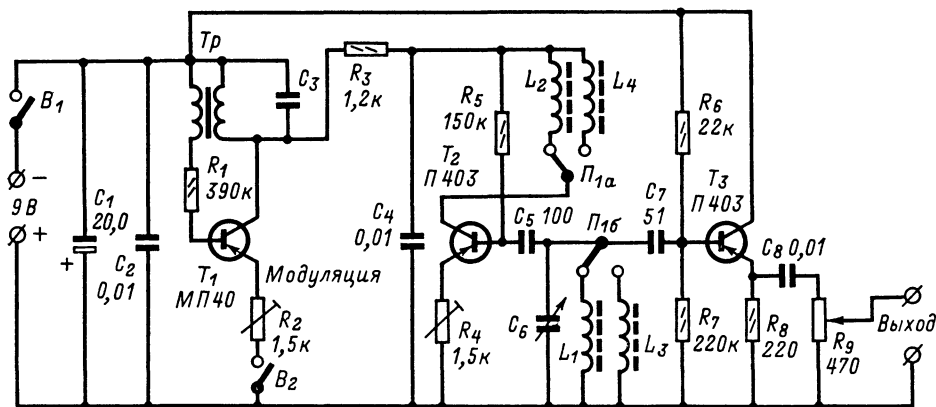 Тр
B₁
C₃
R₃
1,2к
R₅
150к
L₂
L₄
R₆
22к
−
9В
+
C₁
20,0
+
C₂
0,01
R₁
390к
T₁
МП40
Модуляция
R₂
1,5к
B₂
C₄
0,01
T₂
П403
R₄
1,5к
П₁а
C₅ 100
П₁б
C₆
L₁
L₃
C₇
51
T₃
П403
R₇
220к
C₈ 0,01
R₈
220
R₉
470
Выход